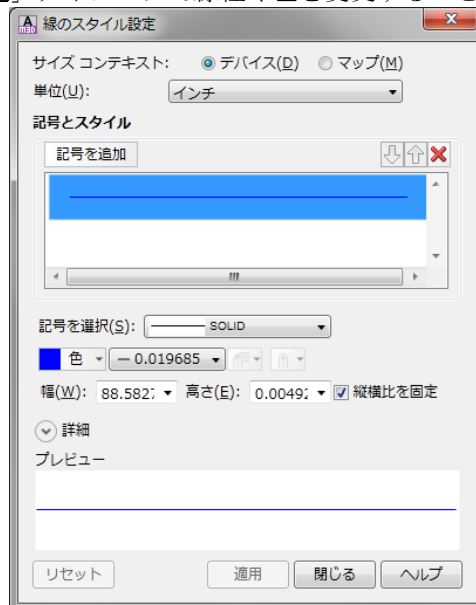 線のスタイル設定
サイズ コンテキスト: デバイス(D) マップ(M)
単位(U): インチ
記号とスタイル
記号を追加
記号を選択(S): SOLID
色 0.019685
幅(W): 88.5827 高さ(E): 0.00492 縦横比を固定
詳細
プレビュー
リセット 適用 閉じる ヘルプ